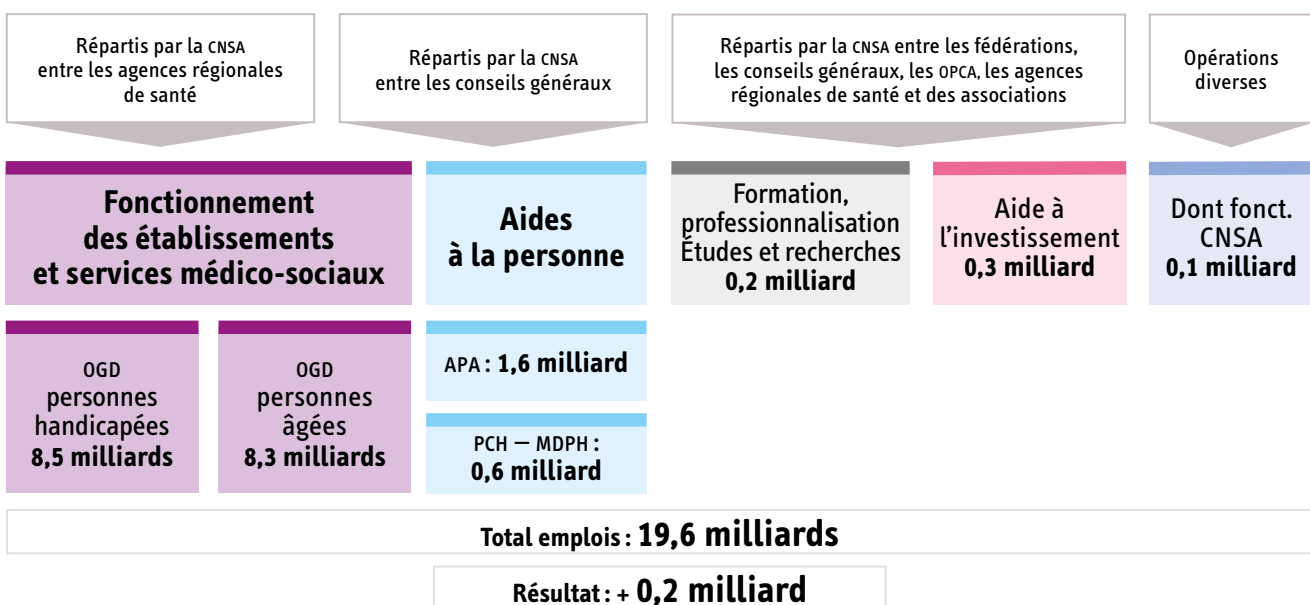 Répartis par la CNSA
entre les agences régionales
de santé
Répartis par la CNSA
entre les conseils généraux
Répartis par la CNSA entre les fédérations,
les conseils généraux, les OPCA, les agences
régionales de santé et des associations
Opérations
diverses
Fonctionnement
des établissements
et services médico-sociaux
Aides
à la personne
Formation,
professionnalisation
Études et recherches
0,2 milliard
Aide à
l'investissement
0,3 milliard
Dont fonct.
CNSA
0,1 milliard
OGD
personnes
handicapées
8,5 milliards
OGD
personnes
âgées
8,3 milliards
APA : 1,6 milliard
PCH — MDPH :
0,6 milliard
Total emplois : 19,6 milliards
Résultat : + 0,2 milliard